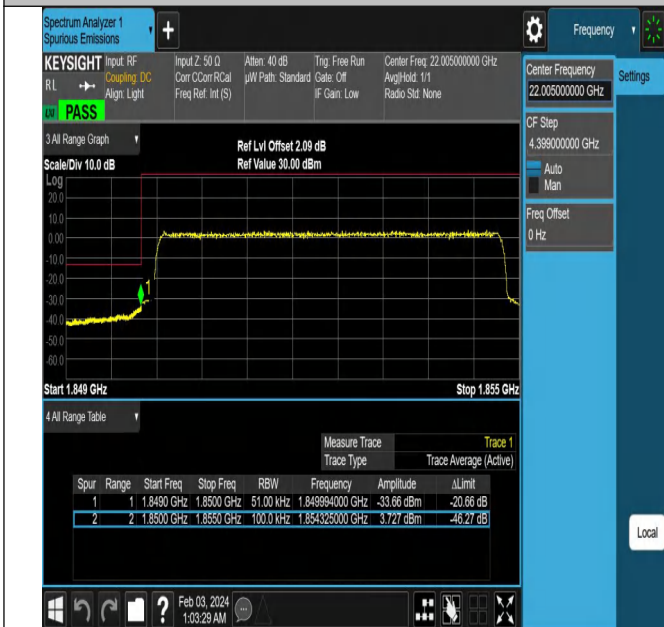 Spectrum Analyzer 1
Spurious Emissions
+
Frequency
KEYSIGHT
RL
Input: RF
Coupling: DC
Align: Light
Input Z: 50 Ω
Corr CCorr RCal
Freq Ref: Int (S)
Atten: 40 dB
µW Path: Standard
Trig: Free Run
Gate: Off
IF Gain: Low
Center Freq: 22.005000000 GHz
Avg|Hold: 1/1
Radio Std: None
PASS
Center Frequency
22.005000000 GHz
Settings
CF Step
4.399000000 GHz
Auto
Man
Freq Offset
0 Hz
3 All Range Graph
Scale/Div 10.0 dB
Ref Lvl Offset 2.09 dB
Ref Value 30.00 dBm
Log
20.0
10.0
0.00
-10.0
-20.0
-30.0
-40.0
-50.0
-60.0
1
Start 1.849 GHz
Stop 1.855 GHz
4 All Range Table
Measure Trace Trace 1
Trace Type Trace Average (Active)
Spur Range Start Freq Stop Freq RBW Frequency Amplitude ΔLimit
1 1 1.8490 GHz 1.8500 GHz 51.00 kHz 1.849994000 GHz -33.66 dBm -20.66 dB
2 2 1.8500 GHz 1.8550 GHz 100.0 kHz 1.854325000 GHz 3.727 dBm -46.27 dB
Local
?
Feb 03, 2024
1:03:29 AM